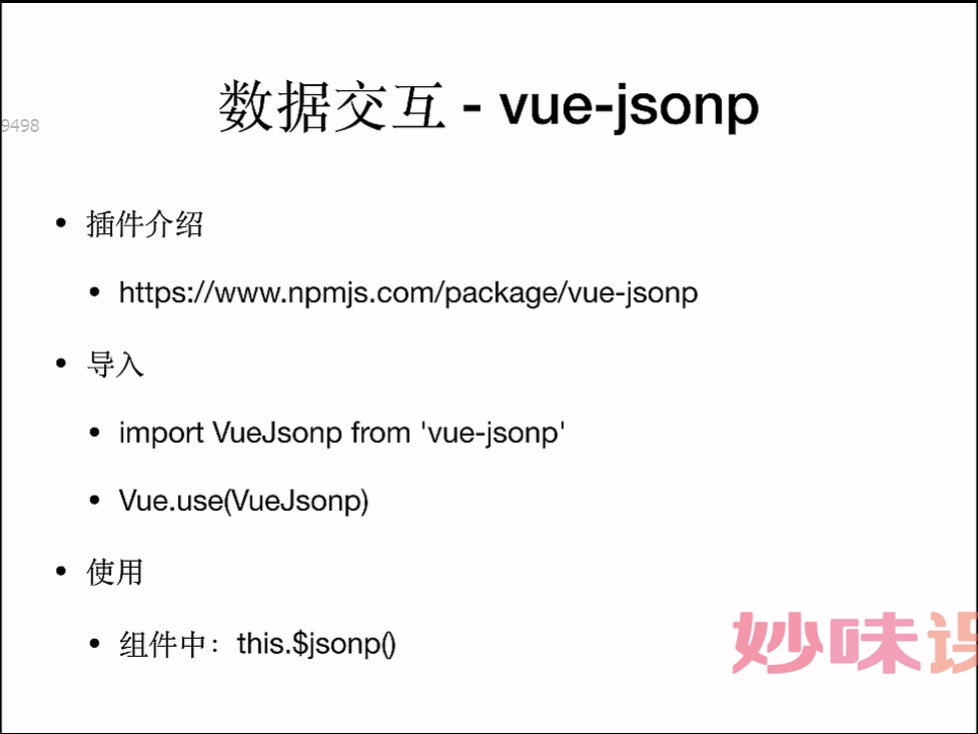 数据交互 - vue-jsonp
9498
• 插件介绍
• https://www.npmjs.com/package/vue-jsonp
• 导入
• import VueJsonp from 'vue-jsonp'
• Vue.use(VueJsonp)
• 使用
• 组件中：this.$jsonp()
妙味